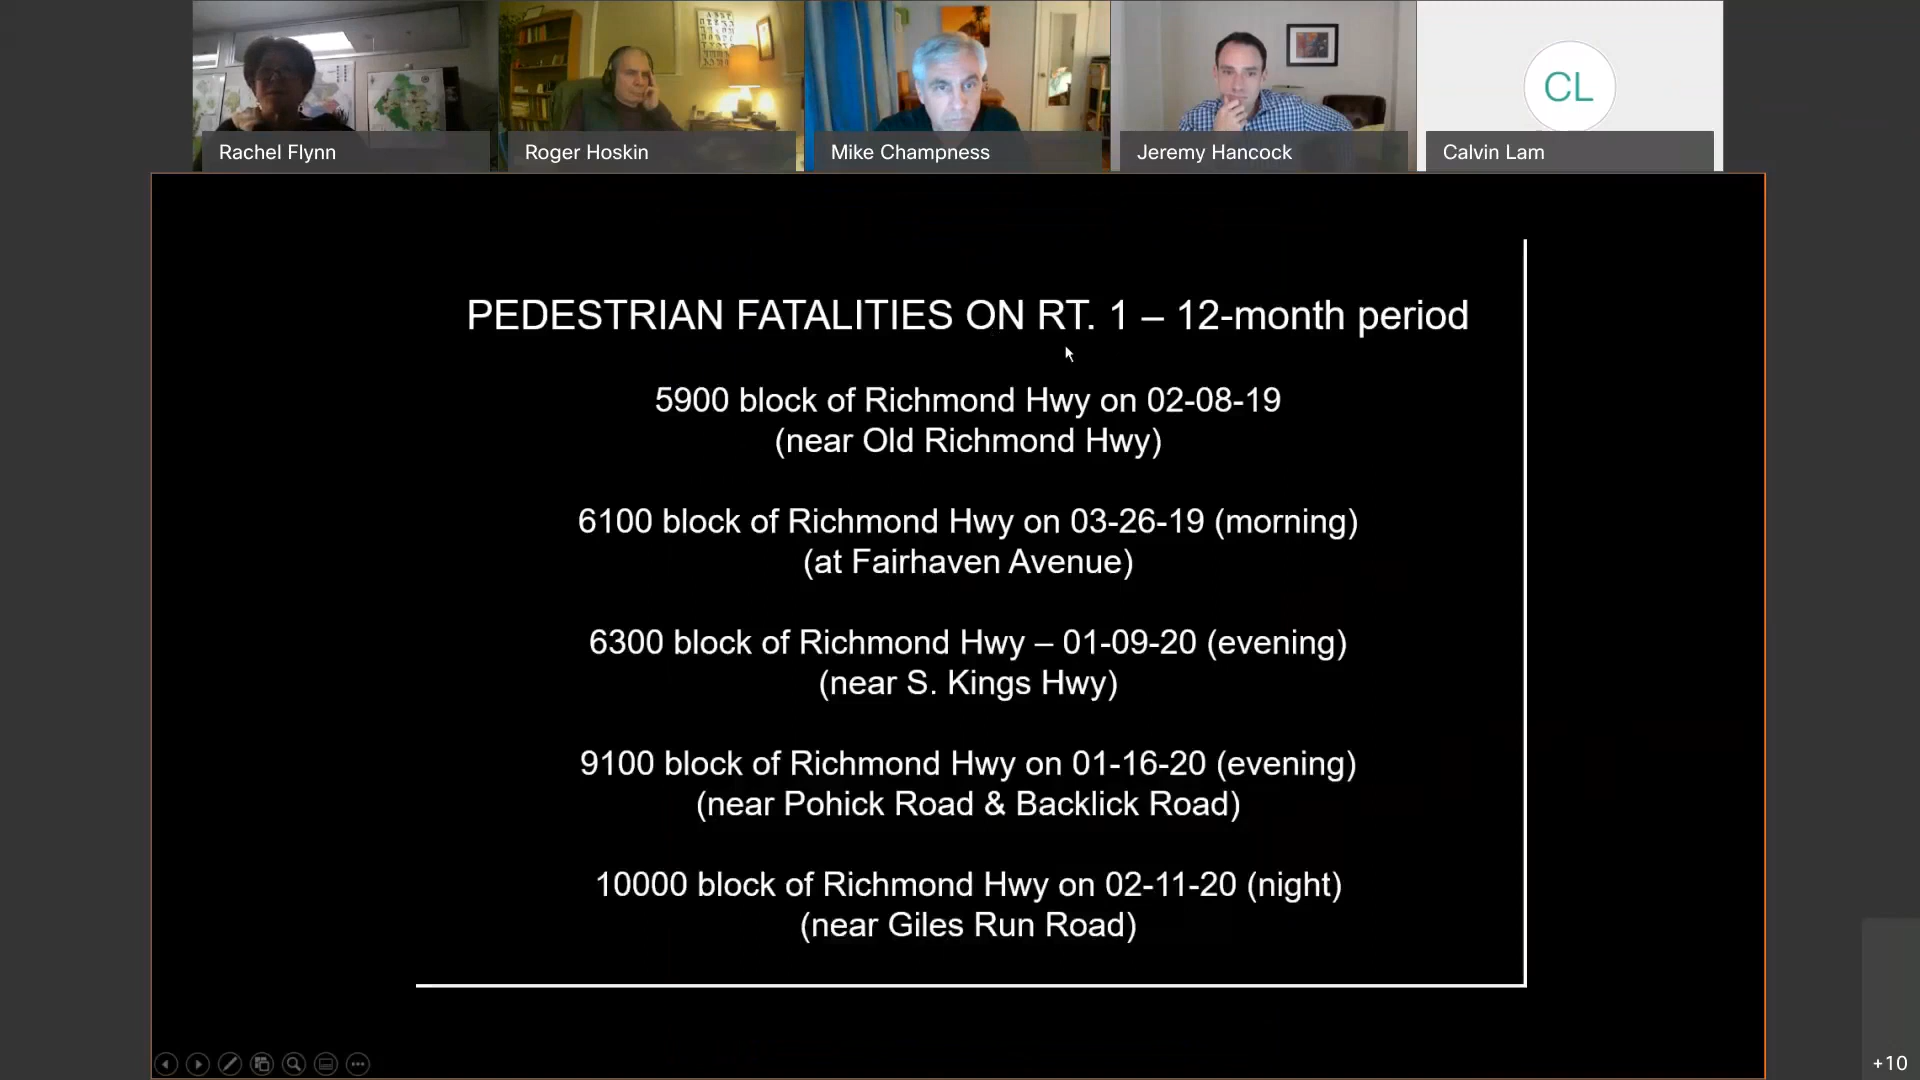 Rachel Flynn
Roger Hoskin
Mike Champness
Jeremy Hancock
CL
Calvin Lam
PEDESTRIAN FATALITIES ON RT. 1 – 12-month period
5900 block of Richmond Hwy on 02-08-19
(near Old Richmond Hwy)
6100 block of Richmond Hwy on 03-26-19 (morning)
(at Fairhaven Avenue)
6300 block of Richmond Hwy – 01-09-20 (evening)
(near S. Kings Hwy)
9100 block of Richmond Hwy on 01-16-20 (evening)
(near Pohick Road & Backlick Road)
10000 block of Richmond Hwy on 02-11-20 (night)
(near Giles Run Road)
+10